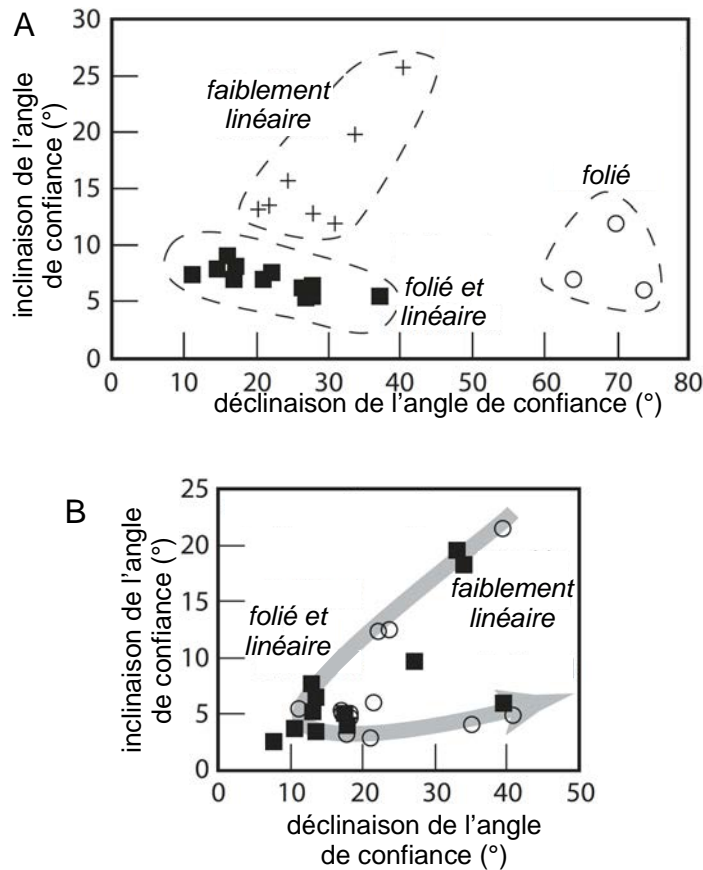 A
inclinaison de l'angle
de confiance (°)
30
25
20
15
10
5
0
faiblement
linéaire
folié
folié et
linéaire
0 10 20 30 40 50 60 70 80
déclinaison de l'angle de confiance (°)
B
inclinaison de l'angle
de confiance (°)
25
20
15
10
5
0
folié et
linéaire
faiblement
linéaire
0 10 20 30 40 50
déclinaison de l'angle
de confiance (°)